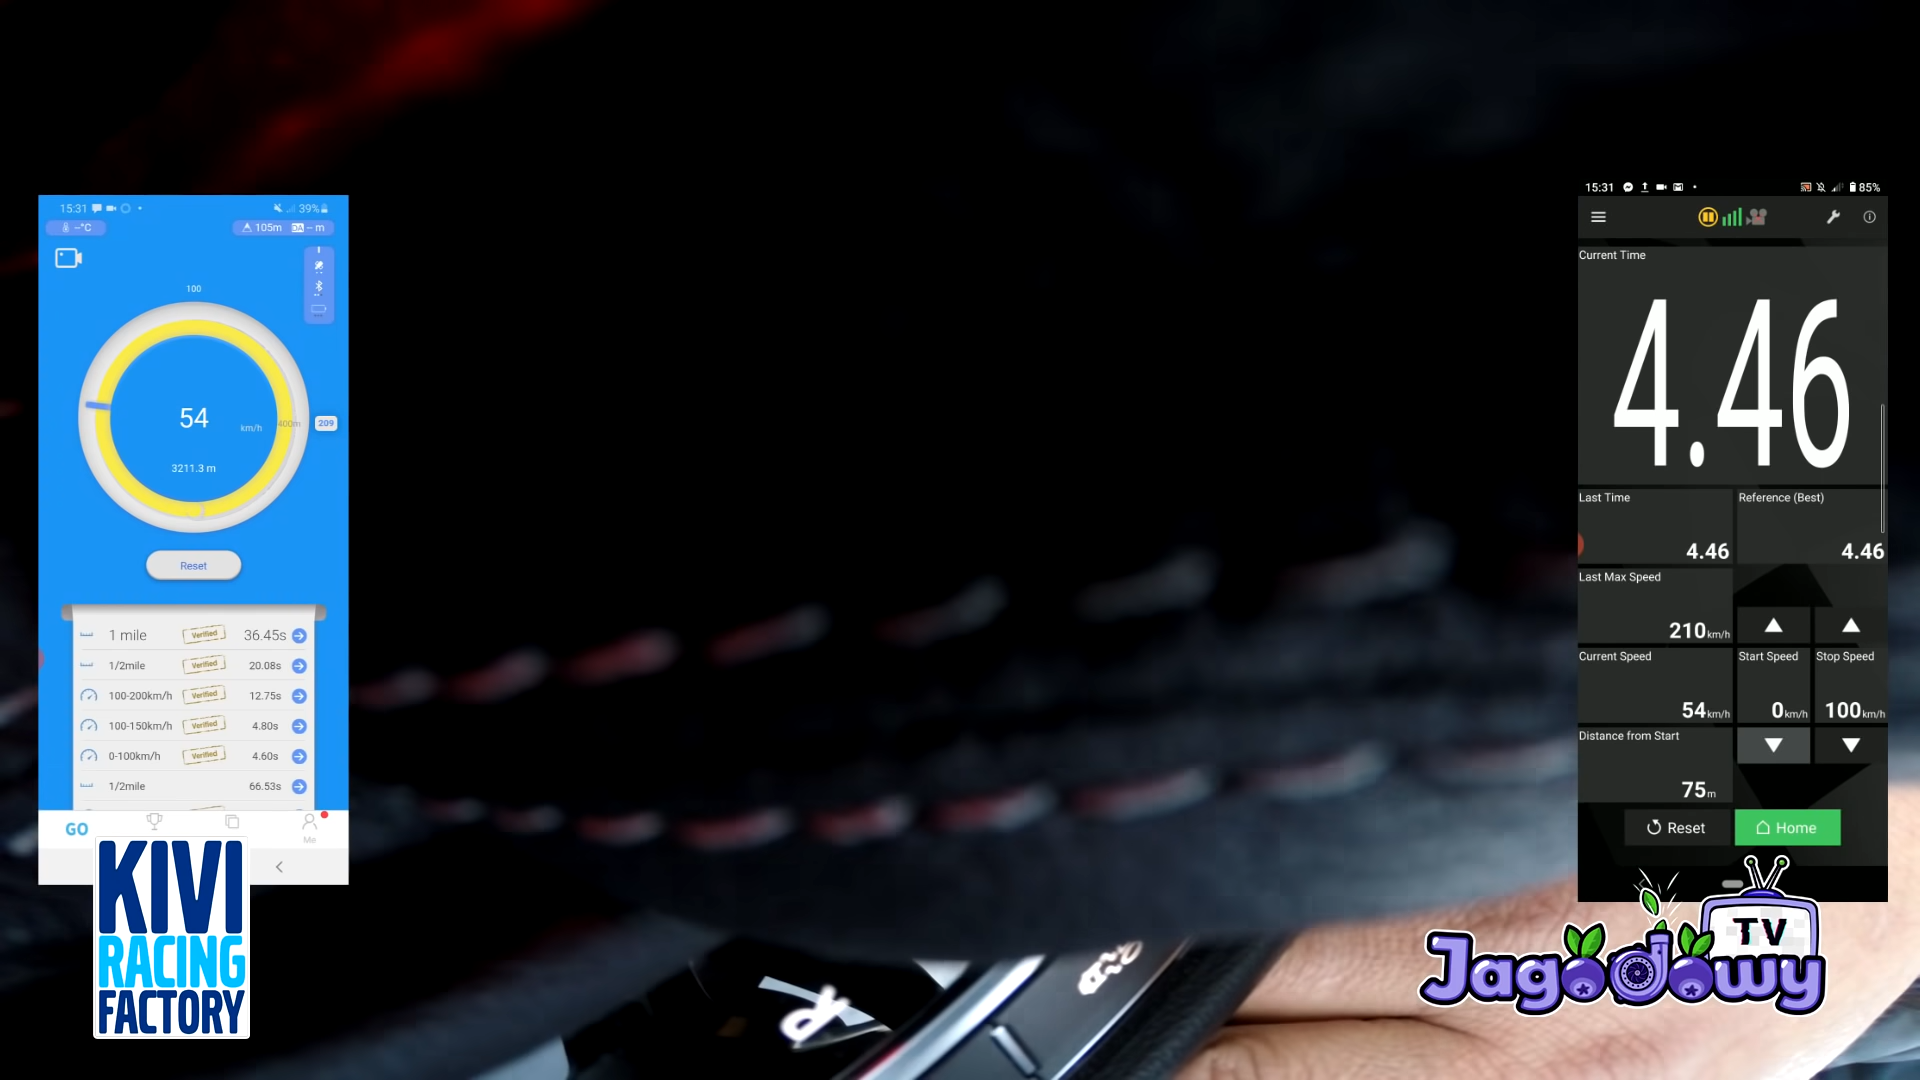 15:31
39%
--°C
105m
DA -- m
100
54
km/h
400m
209
3211.3 m
Reset
1 mile Verified 36.45s
1/2mile Verified 20.08s
100-200km/h Verified 12.75s
100-150km/h Verified 4.80s
0-100km/h Verified 4.60s
1/2mile 66.53s
GO
Me
KIVI
RACING
FACTORY
15:31
85%
Current Time
4.46
Last Time
4.46
Reference (Best)
4.46
Last Max Speed
210km/h
Current Speed
54km/h
Start Speed
0km/h
Stop Speed
100km/h
Distance from Start
75m
Reset
Home
TV
Jagodowy
R